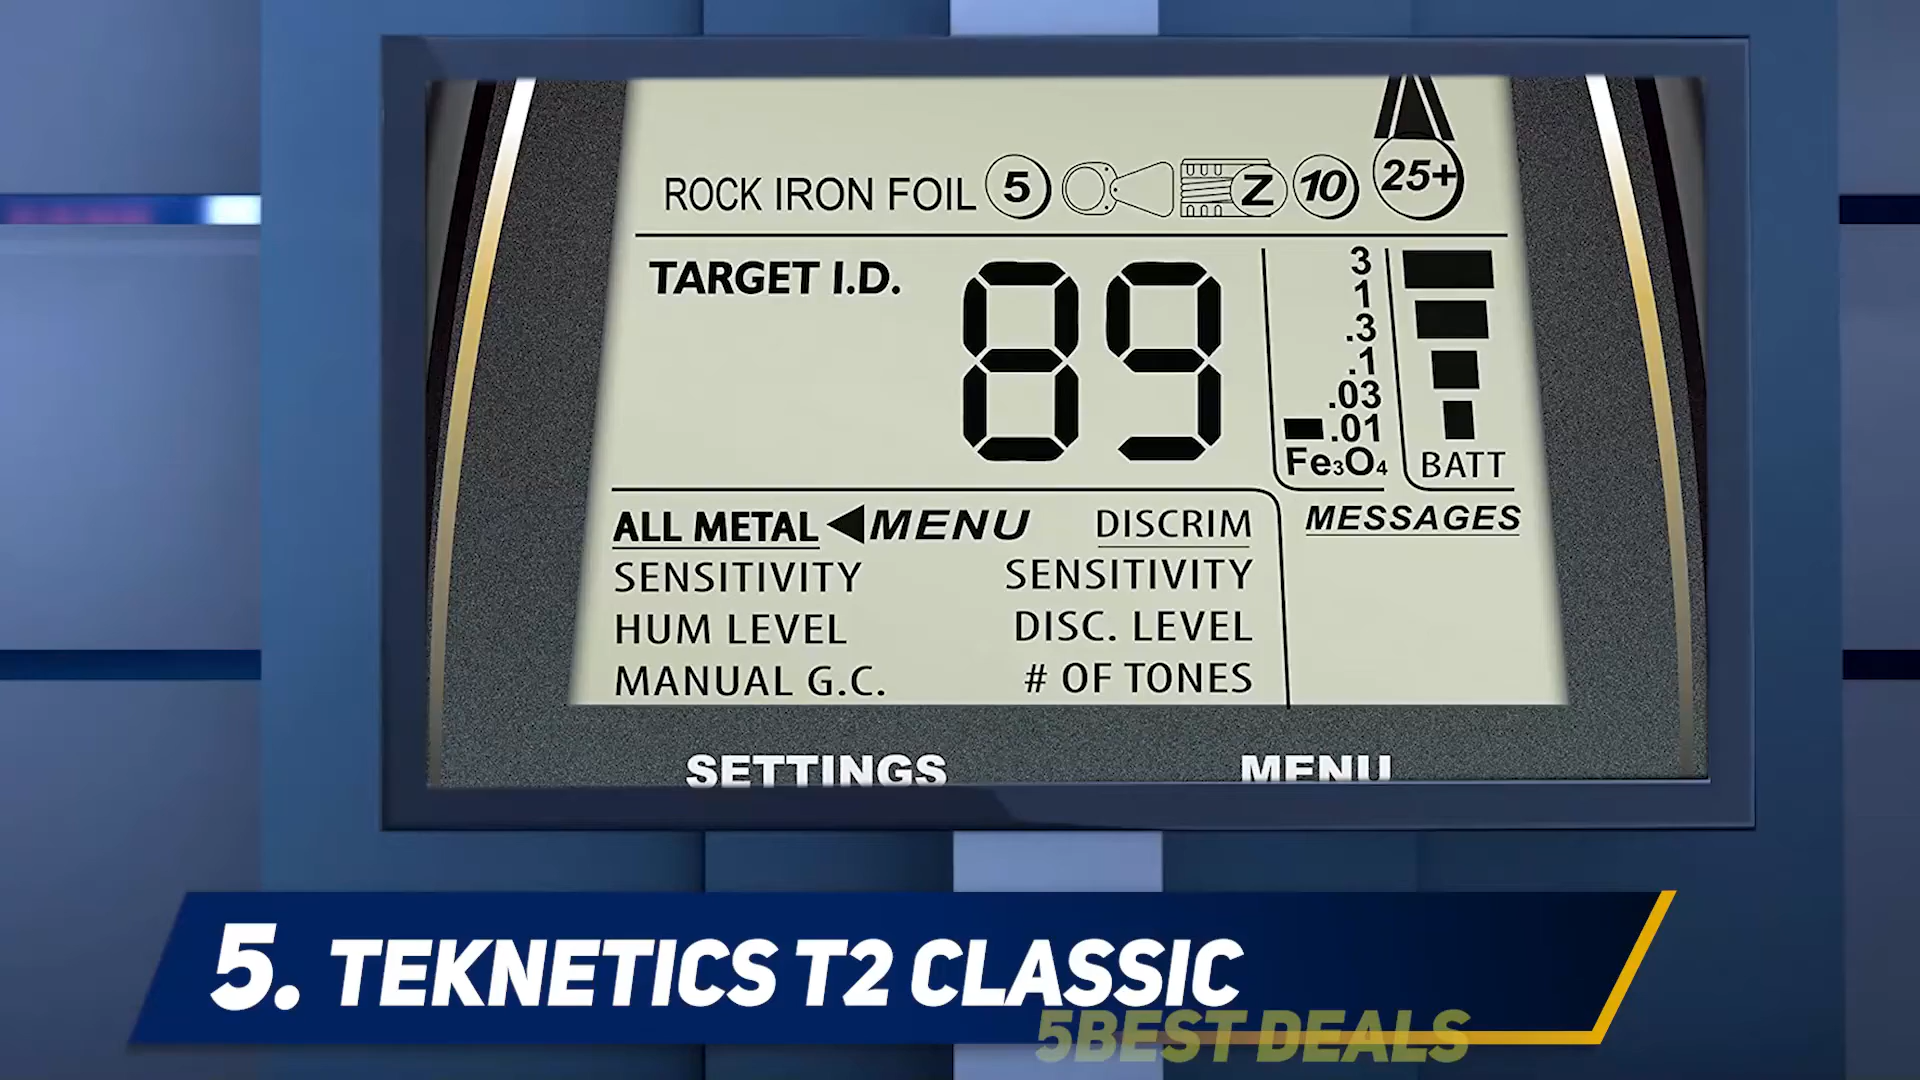 ROCK IRON FOIL 5 Z 10 25+
TARGET I.D. 89
3
1
.3
.1
.03
.01
Fe₃O₄
BATT
ALL METAL ◀MENU DISCRIM
MESSAGES
SENSITIVITY SENSITIVITY
HUM LEVEL DISC. LEVEL
MANUAL G.C. # OF TONES
SETTINGS MENU
5. TEKNETICS T2 CLASSIC
5BEST DEALS